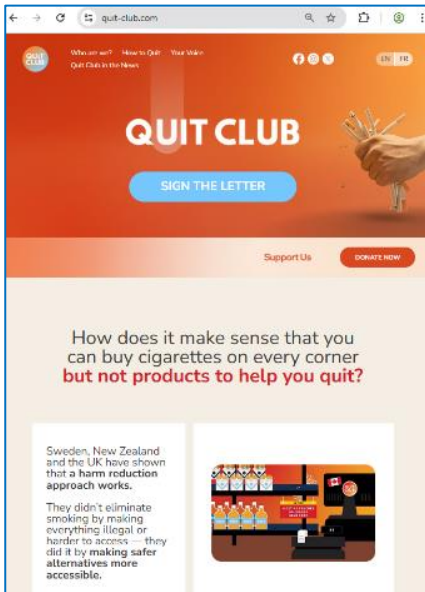 quit-club.com
QUIT
CLUB
Who are we? How to Quit Your Voice
Quit Club in the News
EN FR
QUIT CLUB
SIGN THE LETTER
Support Us
DONATE NOW
How does it make sense that you
can buy cigarettes on every corner
but not products to help you quit?
Sweden, New Zealand
and the UK have shown
that a harm reduction
approach works.
They didn't eliminate
smoking by making
everything illegal or
harder to access — they
did it by making safer
alternatives more
accessible.